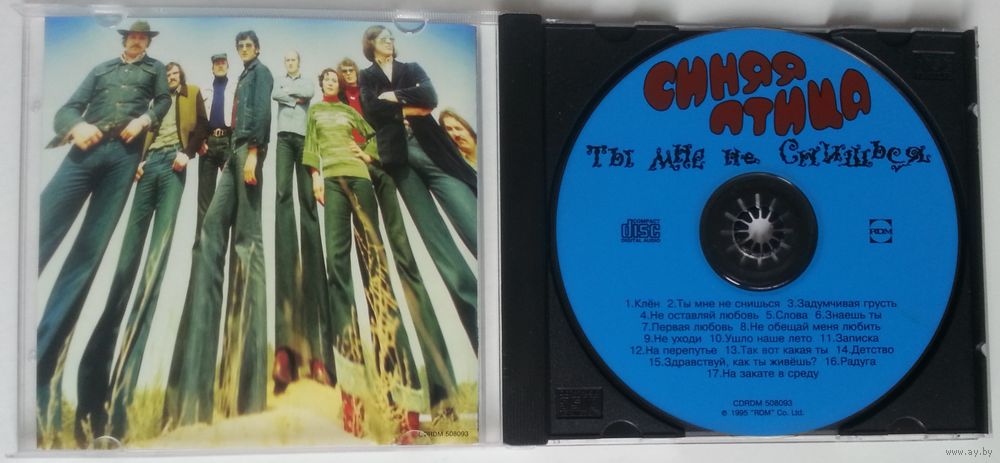 СИНЯЯ
ПТИЦА
ТЫ мне не Снишься
COMPACT
disc
DIGITAL AUDIO
RDM
1.Клён 2.Ты мне не снишься 3.Задумчивая грусть
4.Не оставляй любовь 5.Слова 6.Знаешь ты
7.Первая любовь 8.Не обещай меня любить
9.Не уходи 10.Ушло наше лето 11.Записка
12.На перепутье 13.Так вот какая ты 14.Детство
15.Здравствуй, как ты живёшь? 16.Радуга
17.На закате в среду
CDRDM 508093
℗ 1995 "RDM" Co. Ltd.
CDRDM 508093
www.ay.by